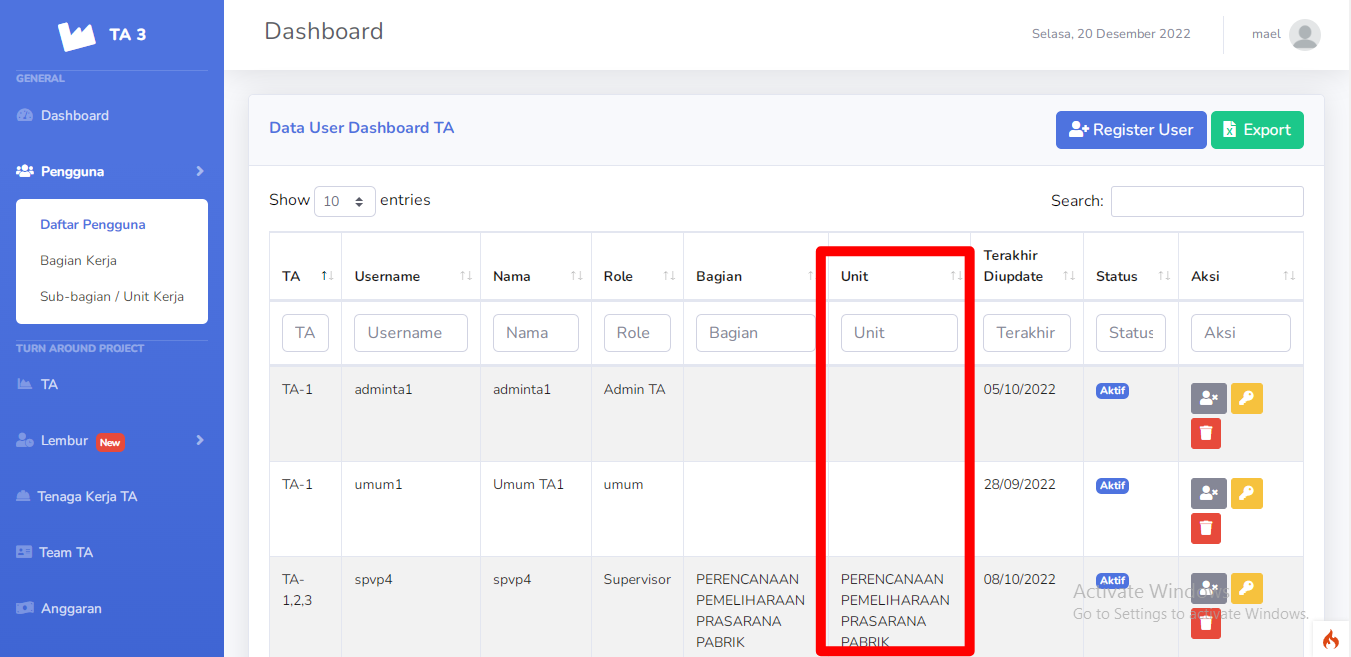 TA 3
Dashboard
Selasa, 20 Desember 2022
mael
GENERAL
Dashboard
Pengguna
Daftar Pengguna
Bagian Kerja
Sub-bagian / Unit Kerja
TURN AROUND PROJECT
TA
Lembur New
Tenaga Kerja TA
Team TA
Anggaran
Data User Dashboard TA
Register User
Export
Show 10 entries
Search:
TA Username Nama Role Bagian Unit Terakhir Diupdate Status Aksi
TA Username Nama Role Bagian Unit Terakhir Status Aksi
TA-1 adminta1 adminta1 Admin TA 05/10/2022 Aktif
TA-1 umum1 Umum TA1 umum 28/09/2022 Aktif
TA- spvp4 spvp4 Supervisor PERENCANAAN PERENCANAAN 08/10/2022 Aktif
1,2,3 PEMELIHARAAN PEMELIHARAAN
PRASARANA PRASARANA
PABRIK PABRIK
Activate Windows
Go to Settings to activate Windows.